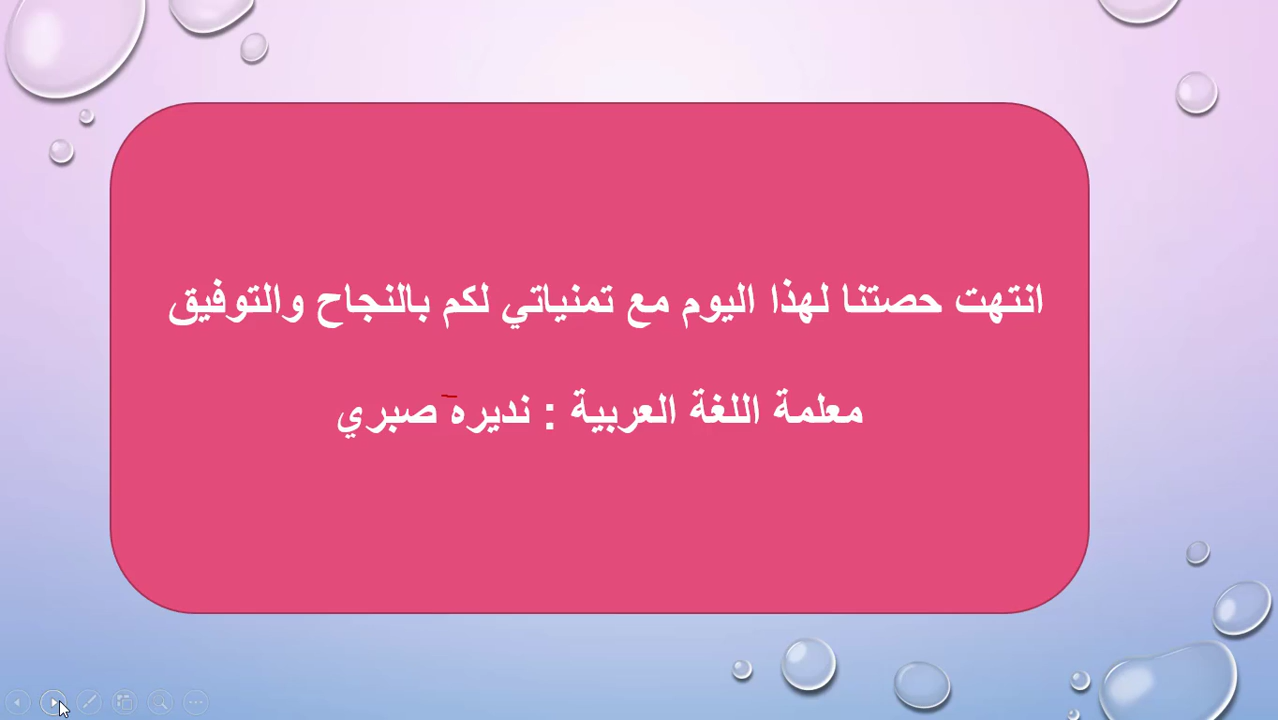 انتهت حصتنا لهذا اليوم مع تمنياتي لكم بالنجاح والتوفيق
معلمة اللغة العربية : نديره صبري